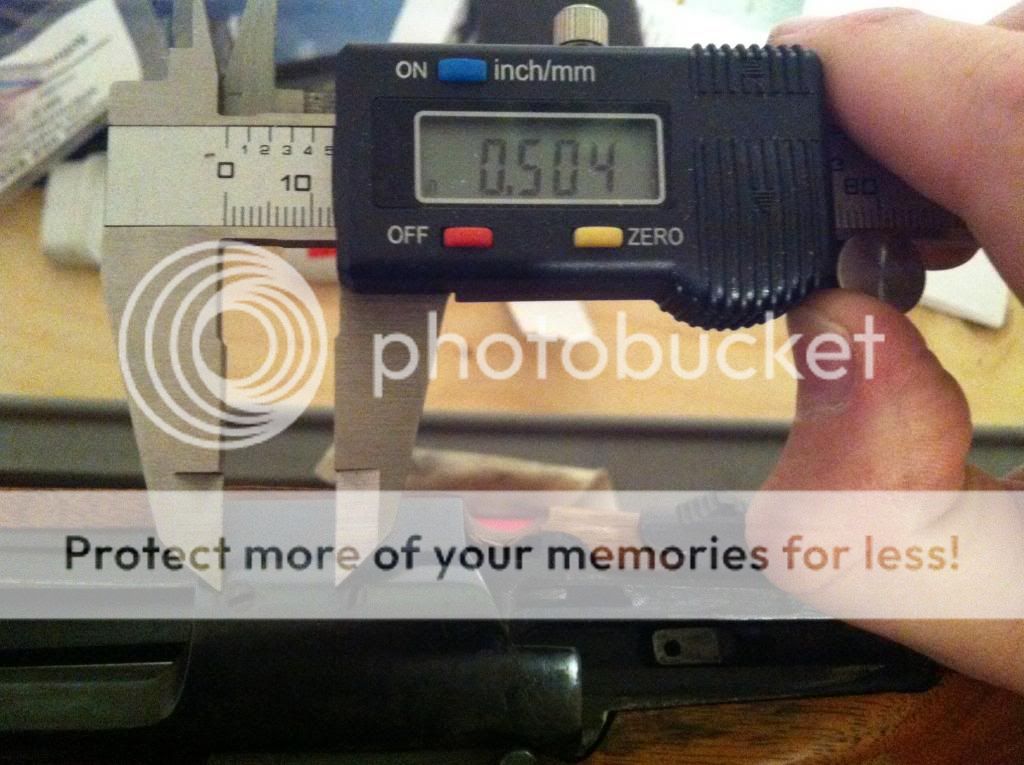 ON inch/mm
0.504
OFF ZERO
1 2 3 4 5
0 10
80
photobucket
Protect more of your memories for less!